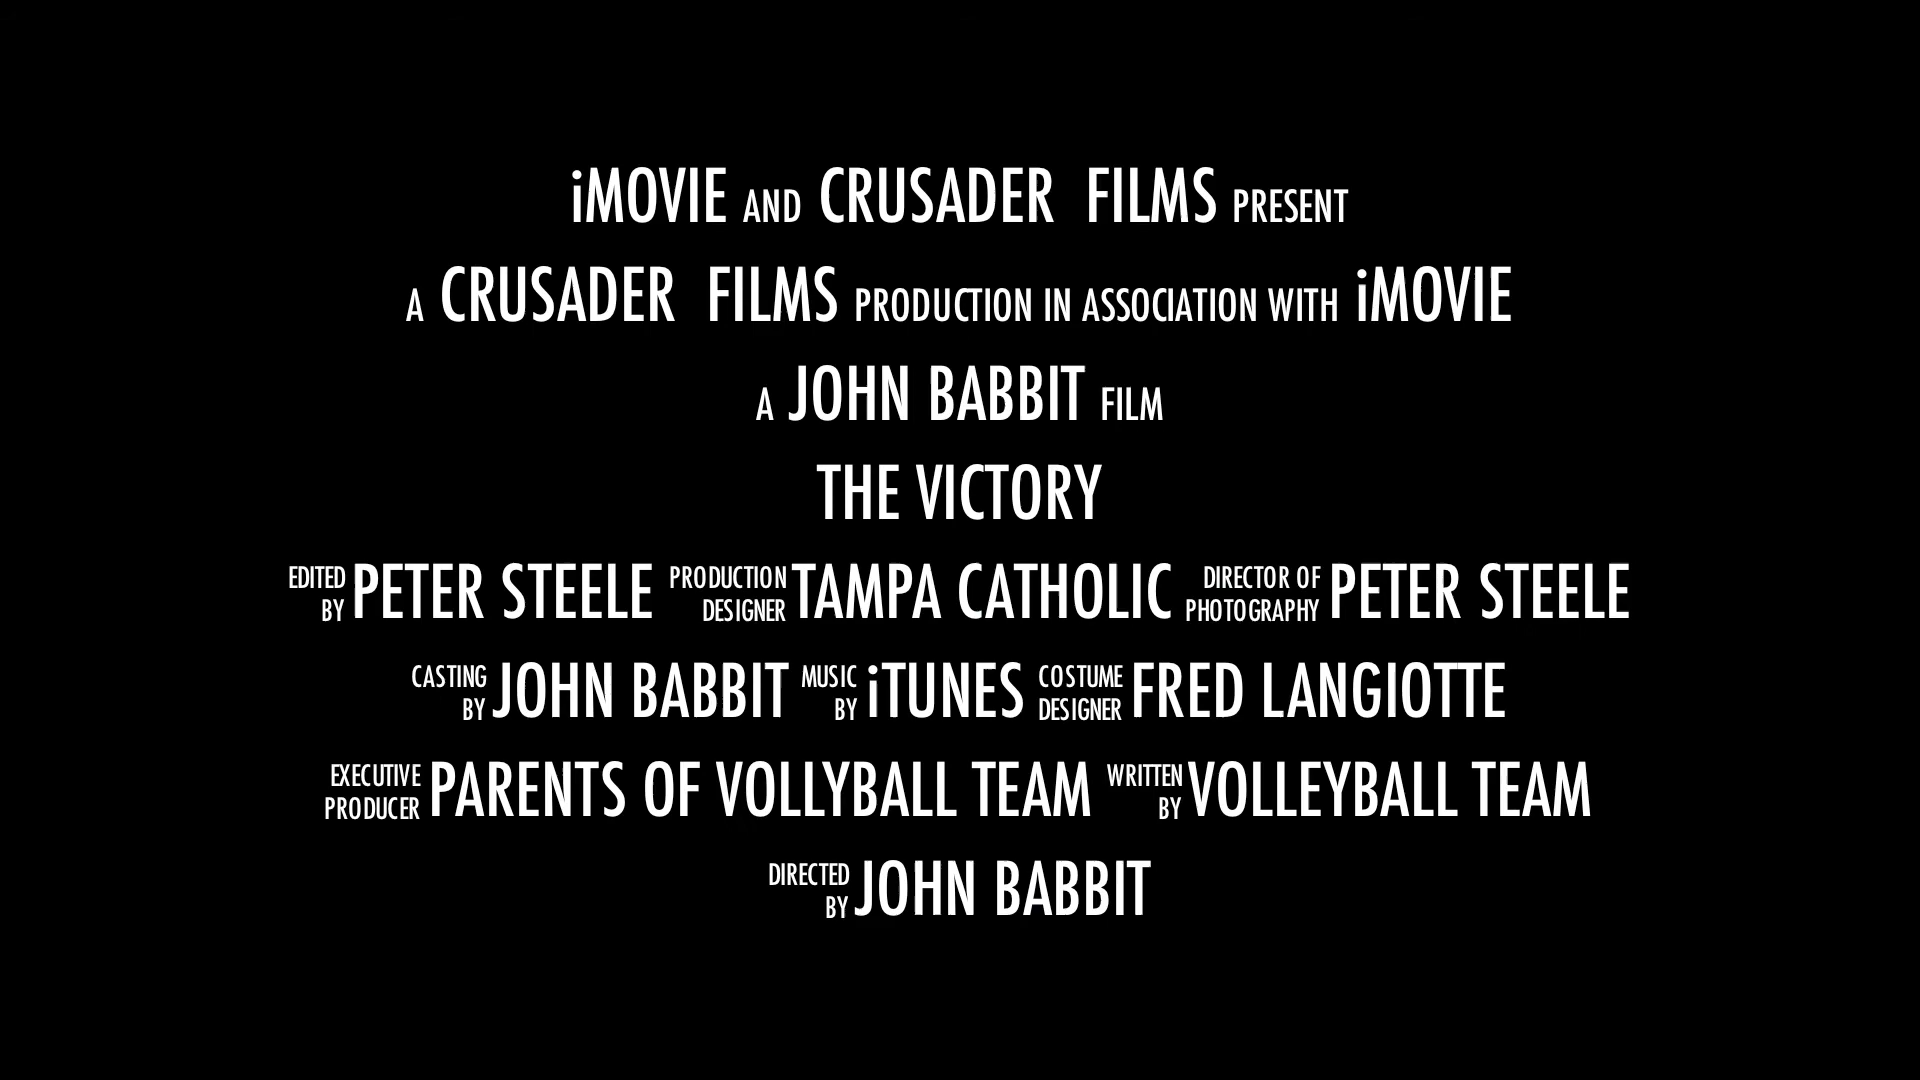 iMOVIE AND CRUSADER FILMS PRESENT
A CRUSADER FILMS PRODUCTION IN ASSOCIATION WITH iMOVIE
A JOHN BABBIT FILM
THE VICTORY
EDITED BY PETER STEELE PRODUCTION DESIGNER TAMPA CATHOLIC DIRECTOR OF PHOTOGRAPHY PETER STEELE
CASTING BY JOHN BABBIT MUSIC BY iTUNES COSTUME DESIGNER FRED LANGIOTTE
EXECUTIVE PRODUCER PARENTS OF VOLLYBALL TEAM WRITTEN BY VOLLEYBALL TEAM
DIRECTED BY JOHN BABBIT